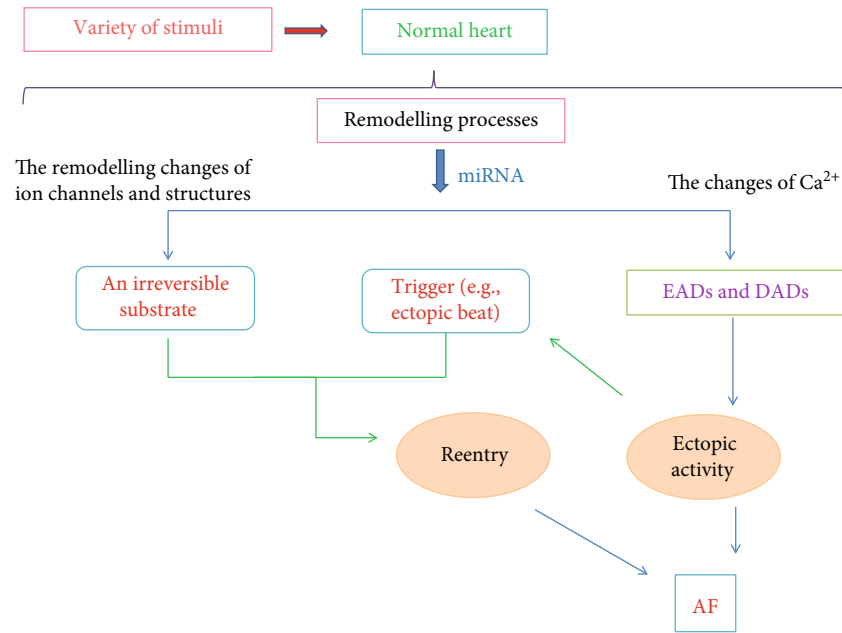 Variety of stimuli
Normal heart
Remodelling processes
The remodelling changes of
ion channels and structures
miRNA
The changes of Ca²⁺
An irreversible
substrate
Trigger (e.g.,
ectopic beat)
EADs and DADs
Reentry
Ectopic
activity
AF